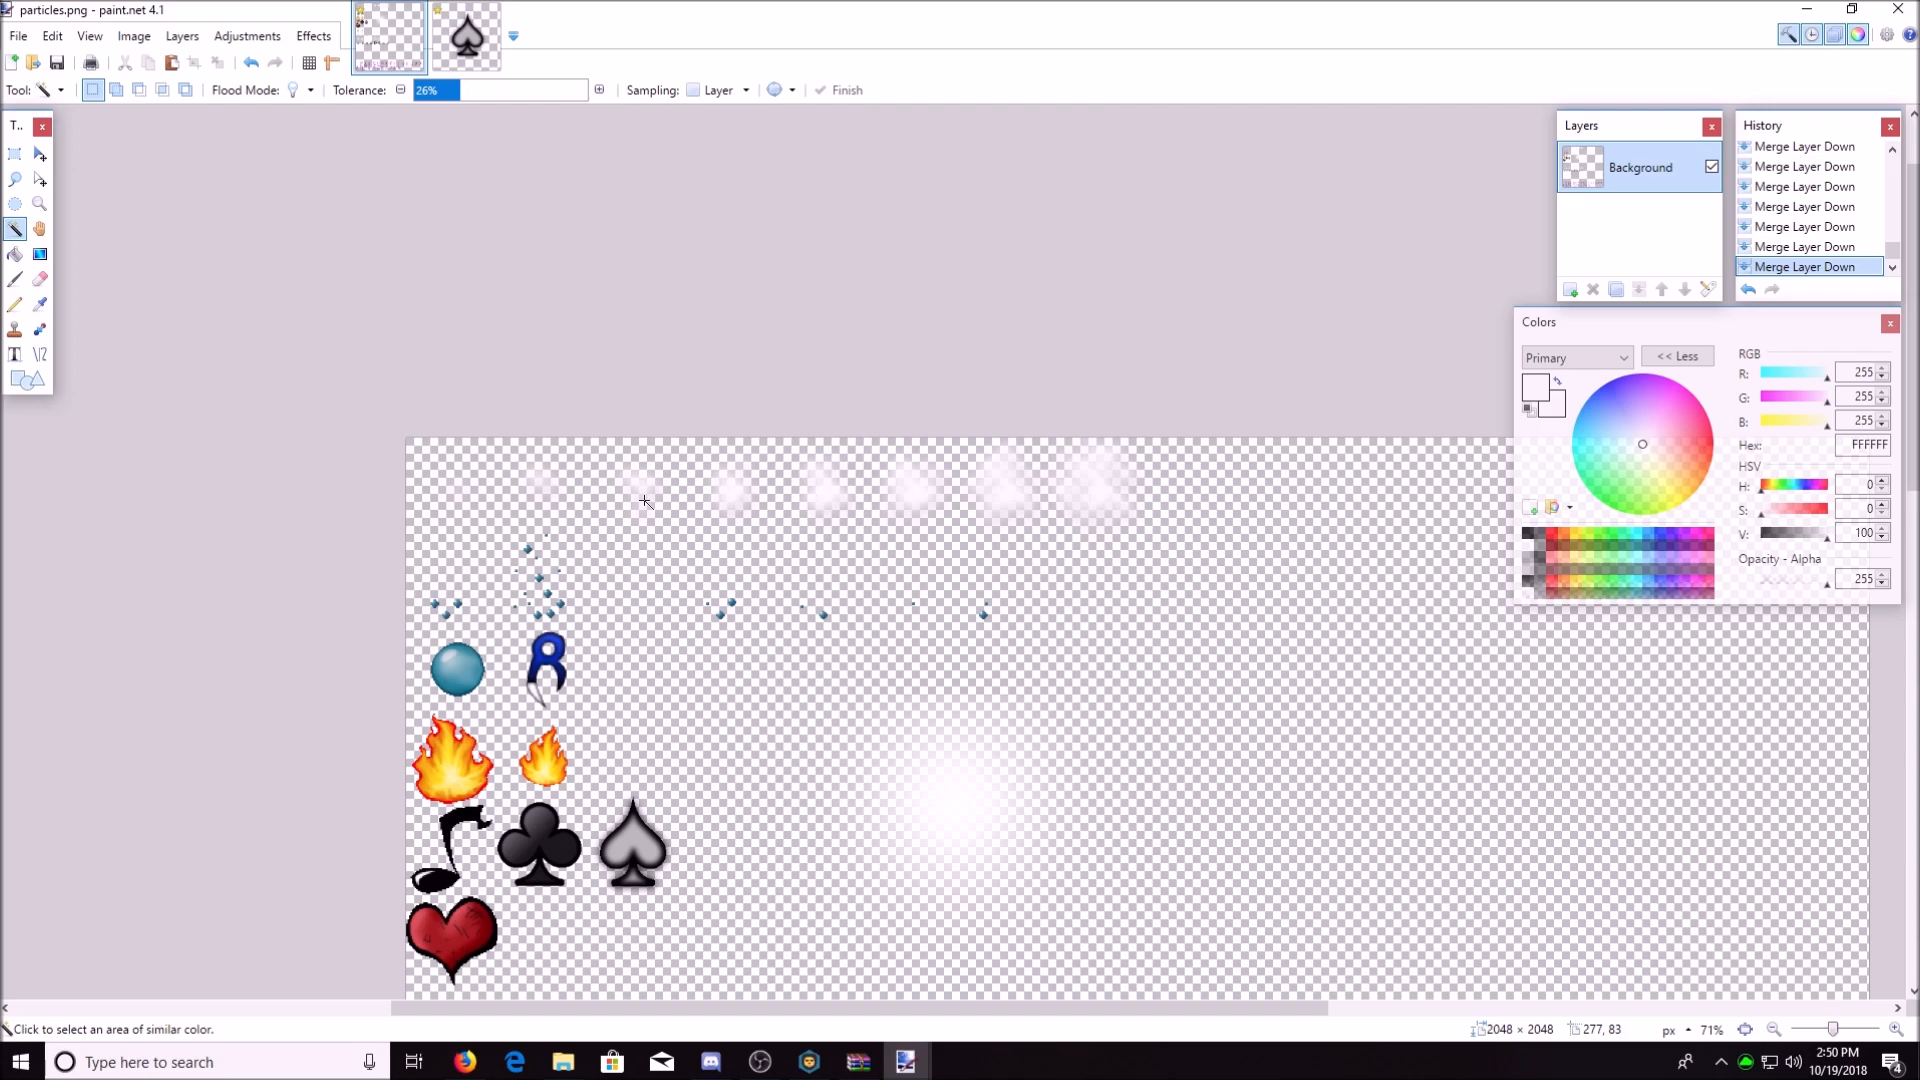 particles.png - paint.net 4.1
File Edit View Image Layers Adjustments Effects
Tool: Flood Mode: Tolerance: 26% Sampling: Layer Finish
T..
Layers
Background
History
Merge Layer Down
Merge Layer Down
Merge Layer Down
Merge Layer Down
Merge Layer Down
Merge Layer Down
Merge Layer Down
Colors
Primary
<< Less
RGB
R: 255
G: 255
B: 255
Hex: FFFFFF
HSV
H: 0
S: 0
V: 100
Opacity - Alpha
255
Click to select an area of similar color.
2048 × 2048
277, 83
px
71%
Type here to search
2:50 PM
10/19/2018
4